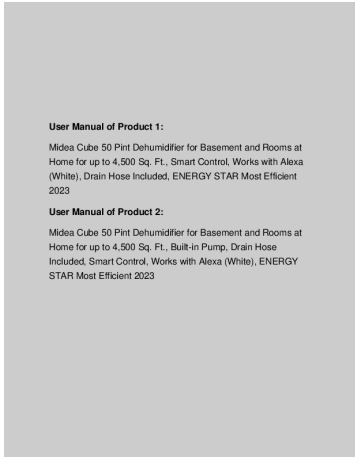 User Manual of Product 1:
Midea Cube 50 Pint Dehumidifier for Basement and Rooms at
Home for up to 4,500 Sq. Ft., Smart Control, Works with Alexa
(White), Drain Hose Included, ENERGY STAR Most Efficient
2023
User Manual of Product 2:
Midea Cube 50 Pint Dehumidifier for Basement and Rooms at
Home for up to 4,500 Sq. Ft., Built-in Pump, Drain Hose
Included, Smart Control, Works with Alexa (White), ENERGY
STAR Most Efficient 2023